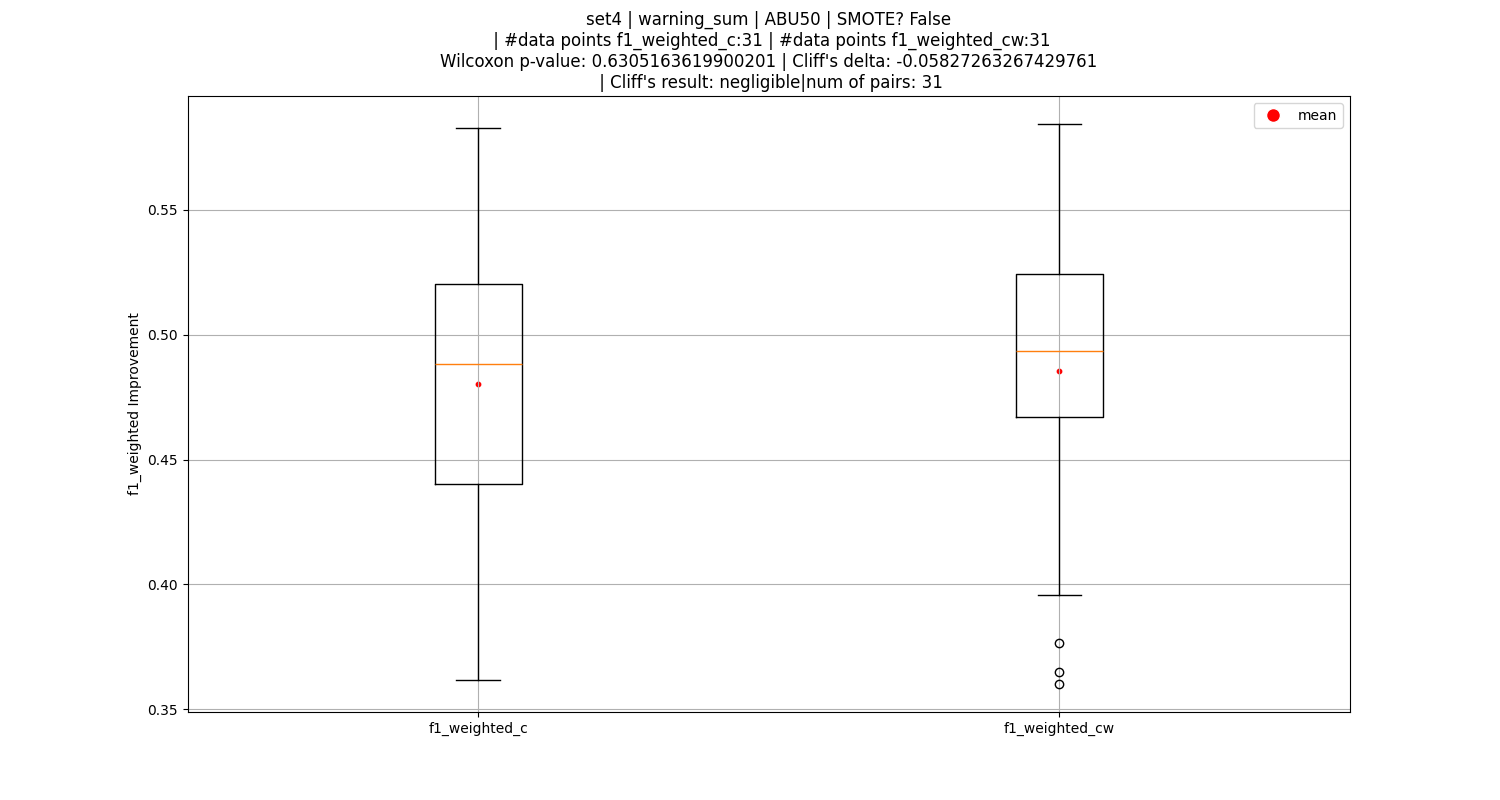 set4 | warning_sum | ABU50 | SMOTE? False
| #data points f1_weighted_c:31 | #data points f1_weighted_cw:31
Wilcoxon p-value: 0.6305163619900201 | Cliff's delta: -0.05827263267429761
| Cliff's result: negligible|num of pairs: 31
mean
f1_weighted Improvement
0.55
0.50
0.45
0.40
0.35
f1_weighted_c
f1_weighted_cw